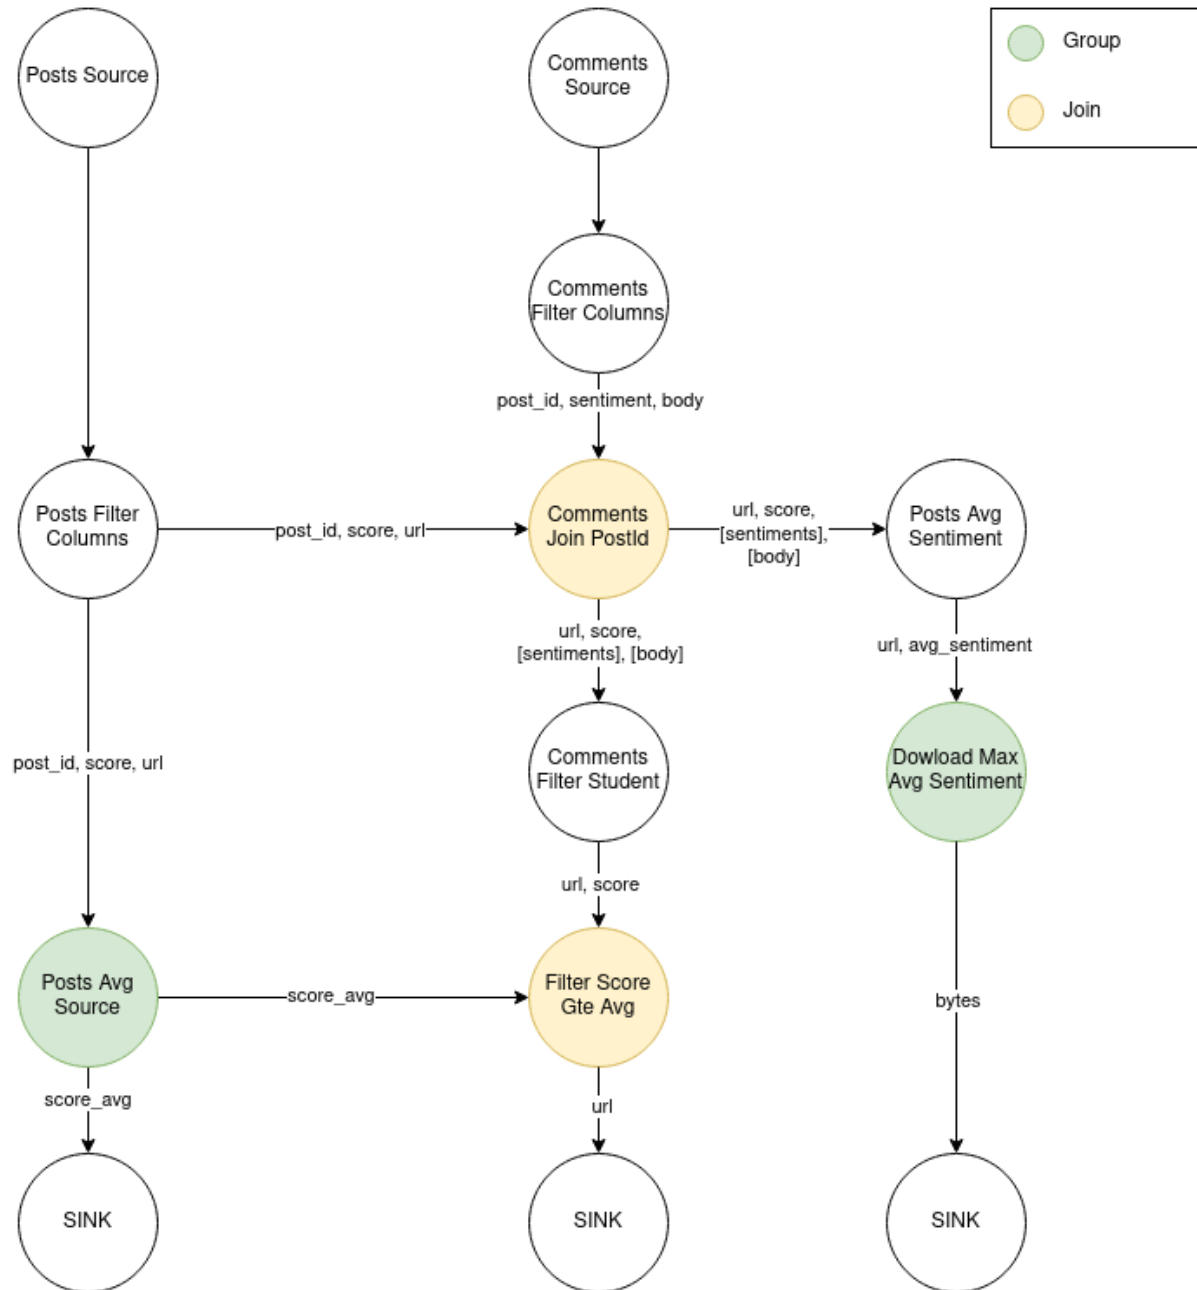 Posts Source
Comments
Source
Group
Join
Comments
Filter Columns
post_id, sentiment, body
Posts Filter
Columns
post_id, score, url
Comments
Join PostId
url, score,
[sentiments],
[body]
Posts Avg
Sentiment
url, score,
[sentiments], [body]
url, avg_sentiment
post_id, score, url
Comments
Filter Student
Dowload Max
Avg Sentiment
url, score
Posts Avg
Source
score_avg
Filter Score
Gte Avg
bytes
score_avg
url
SINK
SINK
SINK